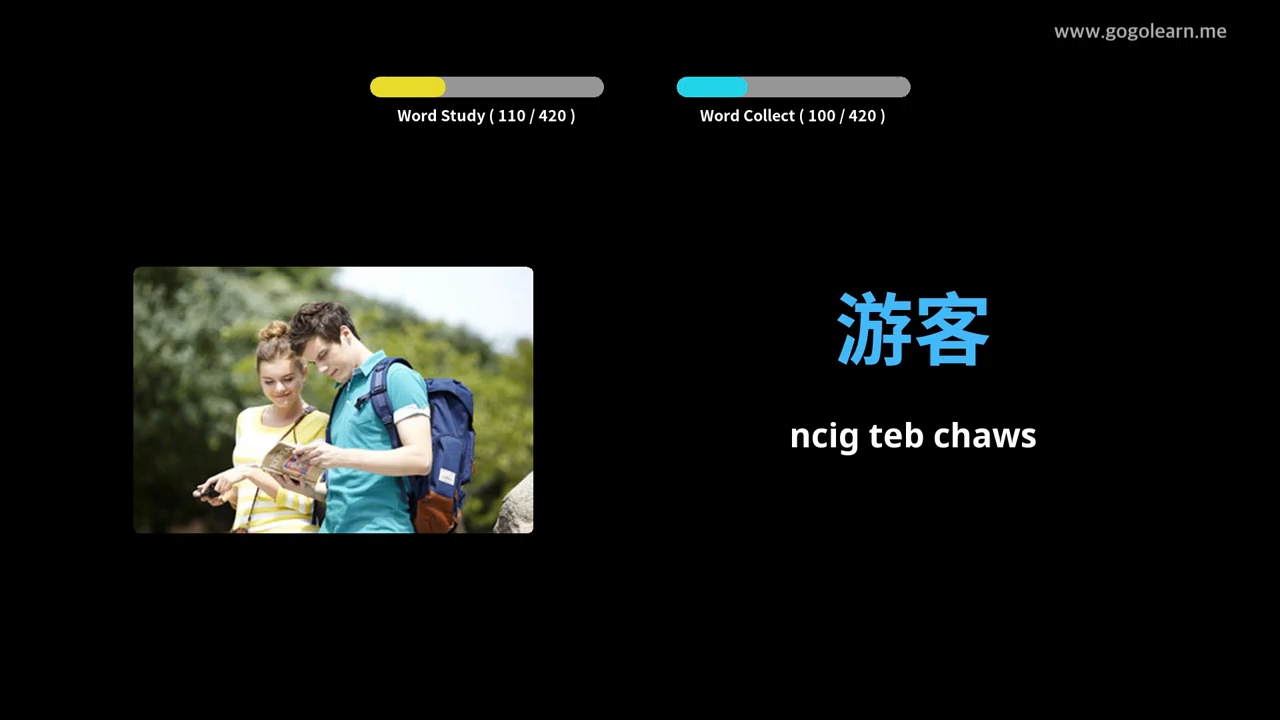 www.gogolearn.me
Word Study ( 110 / 420 )
Word Collect ( 100 / 420 )
游客
ncig teb chaws